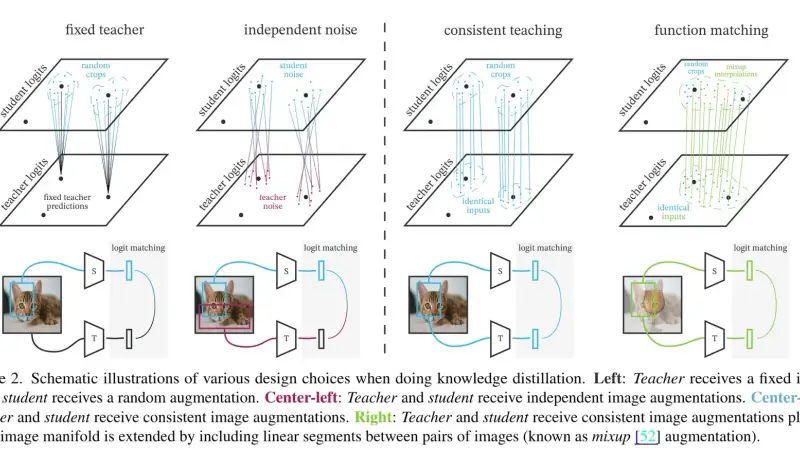 fixed teacher
independent noise
consistent teaching
function matching
student logits
random
crops
teacher logits
fixed teacher
predictions
student logits
student
noise
teacher logits
teacher
noise
student logits
random
crops
teacher logits
identical
inputs
student logits
random
crops
mixup
interpolations
teacher logits
identical
inputs
logit matching
S
T
logit matching
S
T
logit matching
S
T
logit matching
S
T
e 2. Schematic illustrations of various design choices when doing knowledge distillation. Left: Teacher receives a fixed i
student receives a random augmentation. Center-left: Teacher and student receive independent image augmentations. Center-
er and student receive consistent image augmentations. Right: Teacher and student receive consistent image augmentations pl
image manifold is extended by including linear segments between pairs of images (known as mixup [52] augmentation).